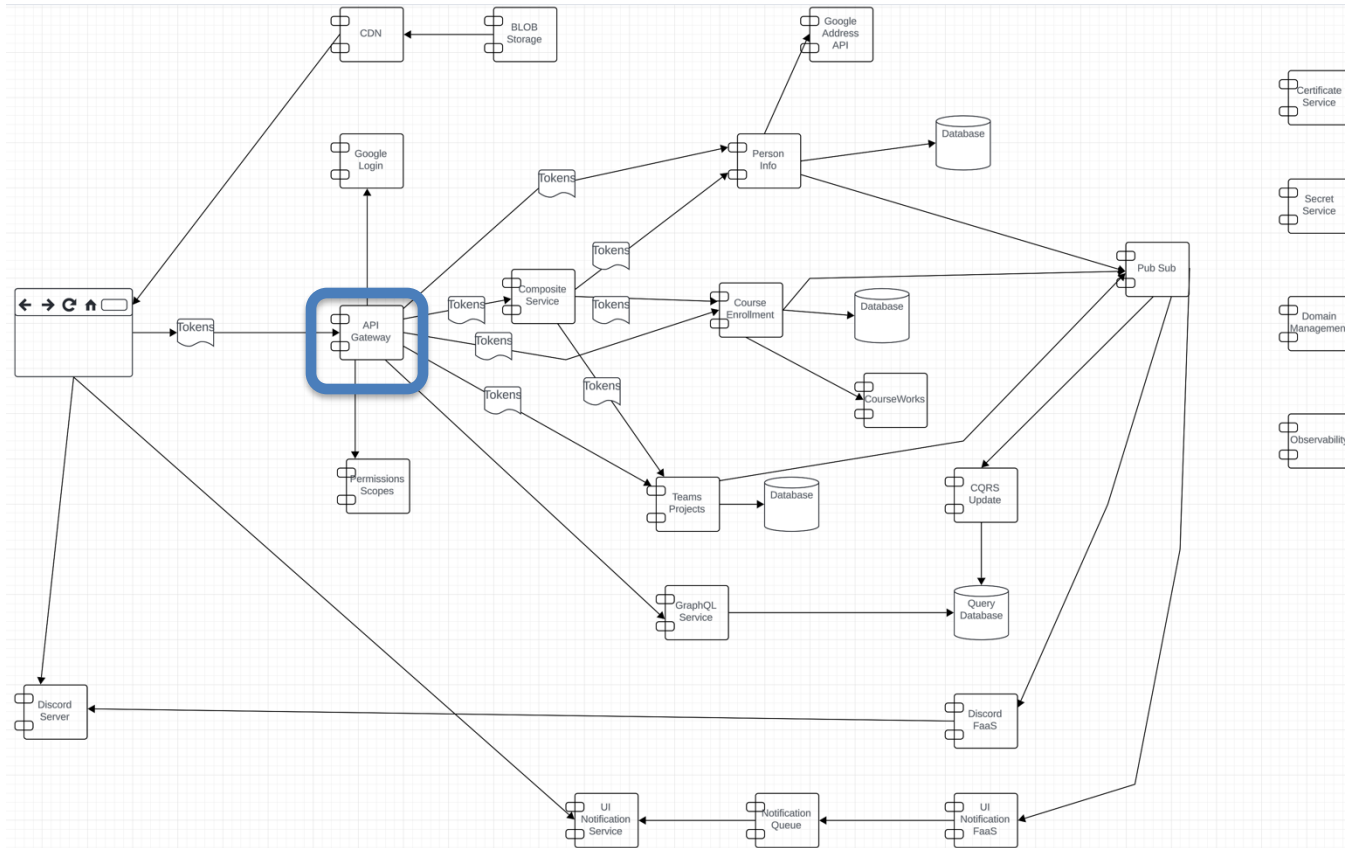 CDN
BLOB
Storage
Google
Address
API
Certificate
Service
Google
Login
Person
Info
Database
Tokens
Secret
Service
Tokens
Pub Sub
Composite
Service
Course
Enrollment
Tokens
Tokens
Database
Tokens
API
Gateway
Tokens
Domain
Management
Tokens
Tokens
CourseWorks
Observability
Permissions
Scopes
Teams
Projects
Database
CQRS
Update
GraphQL
Service
Query
Database
Discord
Server
Discord
FaaS
UI
Notification
Service
Notification
Queue
UI
Notification
FaaS